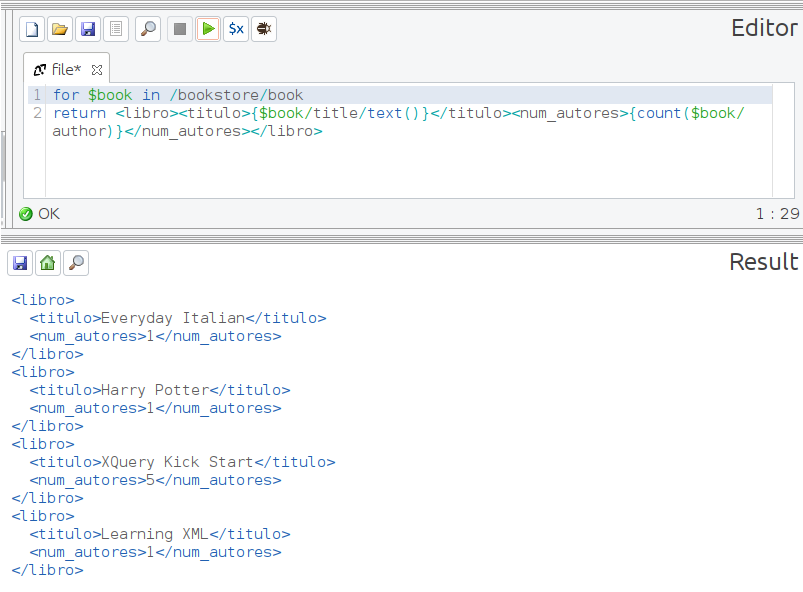 $x
Editor
file*
1 for $book in /bookstore/book
2 return <libro><titulo>{$book/title/text()}</titulo><num_autores>{count($book/
author)}</num_autores></libro>
OK
1 : 29
Result
<libro>
<titulo>Everyday Italian</titulo>
<num_autores>1</num_autores>
</libro>
<libro>
<titulo>Harry Potter</titulo>
<num_autores>1</num_autores>
</libro>
<libro>
<titulo>XQuery Kick Start</titulo>
<num_autores>5</num_autores>
</libro>
<libro>
<titulo>Learning XML</titulo>
<num_autores>1</num_autores>
</libro>